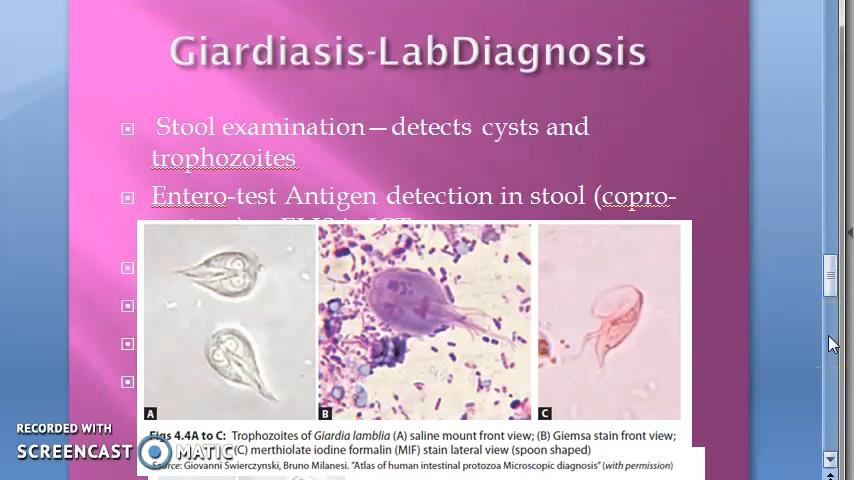 Giardiasis-LabDiagnosis
Stool examination—detects cysts and
trophozoites
Entero-test Antigen detection in stool (copro-
A
B
C
Figs 4.4A to C: Trophozoites of Giardia lamblia (A) saline mount front view; (B) Giemsa stain front view;
(C) merthiolate iodine formalin (MIF) stain lateral view (spoon shaped)
Source: Giovanni Swierczynski, Bruno Milanesi. "Atlas of human intestinal protozoa Microscopic diagnosis" (with permission)
RECORDED WITH
SCREENCAST MATIC